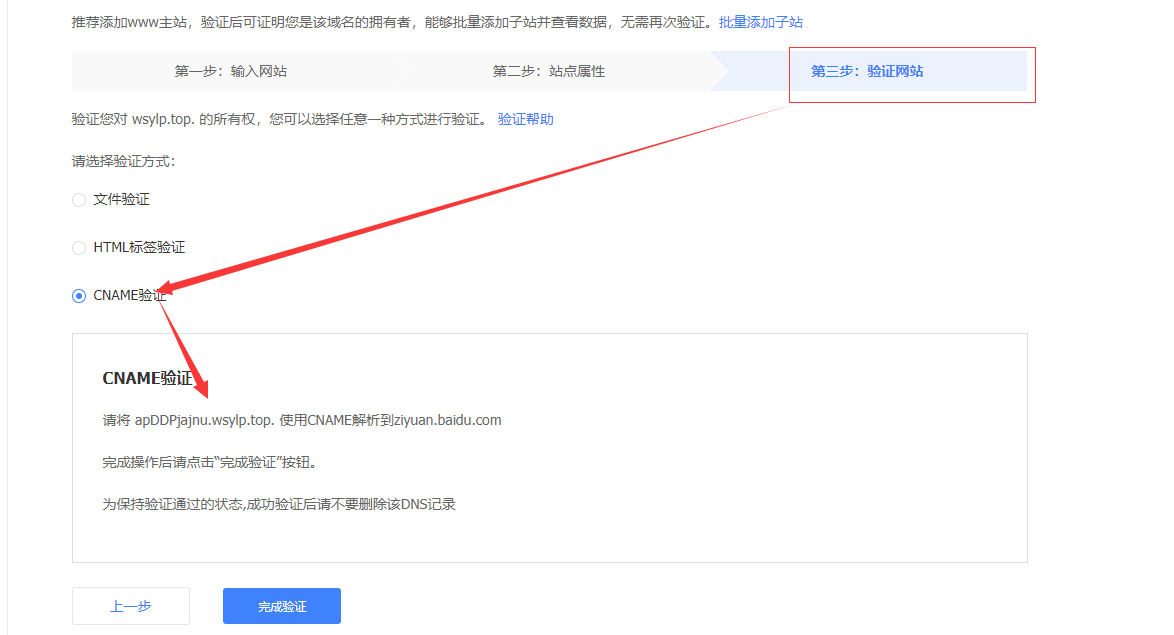 推荐添加www主站，验证后可证明您是该域名的拥有者，能够批量添加子站并查看数据，无需再次验证。批量添加子站
第一步：输入网站 第二步：站点属性 第三步：验证网站
验证您对 wsylp.top. 的所有权，您可以选择任意一种方式进行验证。 验证帮助
请选择验证方式：
文件验证
HTML标签验证
CNAME验证
CNAME验证
请将 apDDPjajnu.wsylp.top. 使用CNAME解析到ziyuan.baidu.com
完成操作后请点击“完成验证”按钮。
为保持验证通过的状态,成功验证后请不要删除该DNS记录
上一步 完成验证